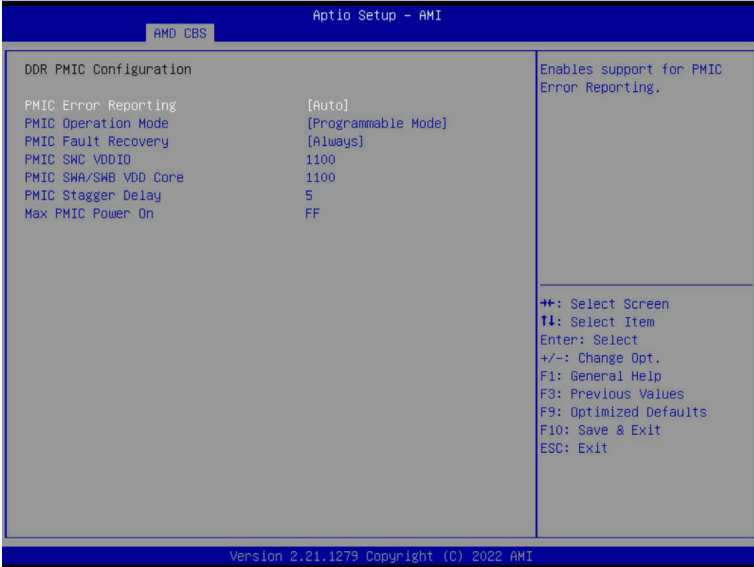 Aptio Setup - AMI
AMD CBS
DDR PMIC Configuration
PMIC Error Reporting [Auto]
PMIC Operation Mode [Programmable Mode]
PMIC Fault Recovery [Always]
PMIC SWC VDDIO 1100
PMIC SWA/SWB VDD Core 1100
PMIC Stagger Delay 5
Max PMIC Power On FF
Enables support for PMIC
Error Reporting.
→←: Select Screen
↑↓: Select Item
Enter: Select
+/-: Change Opt.
F1: General Help
F3: Previous Values
F9: Optimized Defaults
F10: Save & Exit
ESC: Exit
Version 2.21.1279 Copyright (C) 2022 AMI